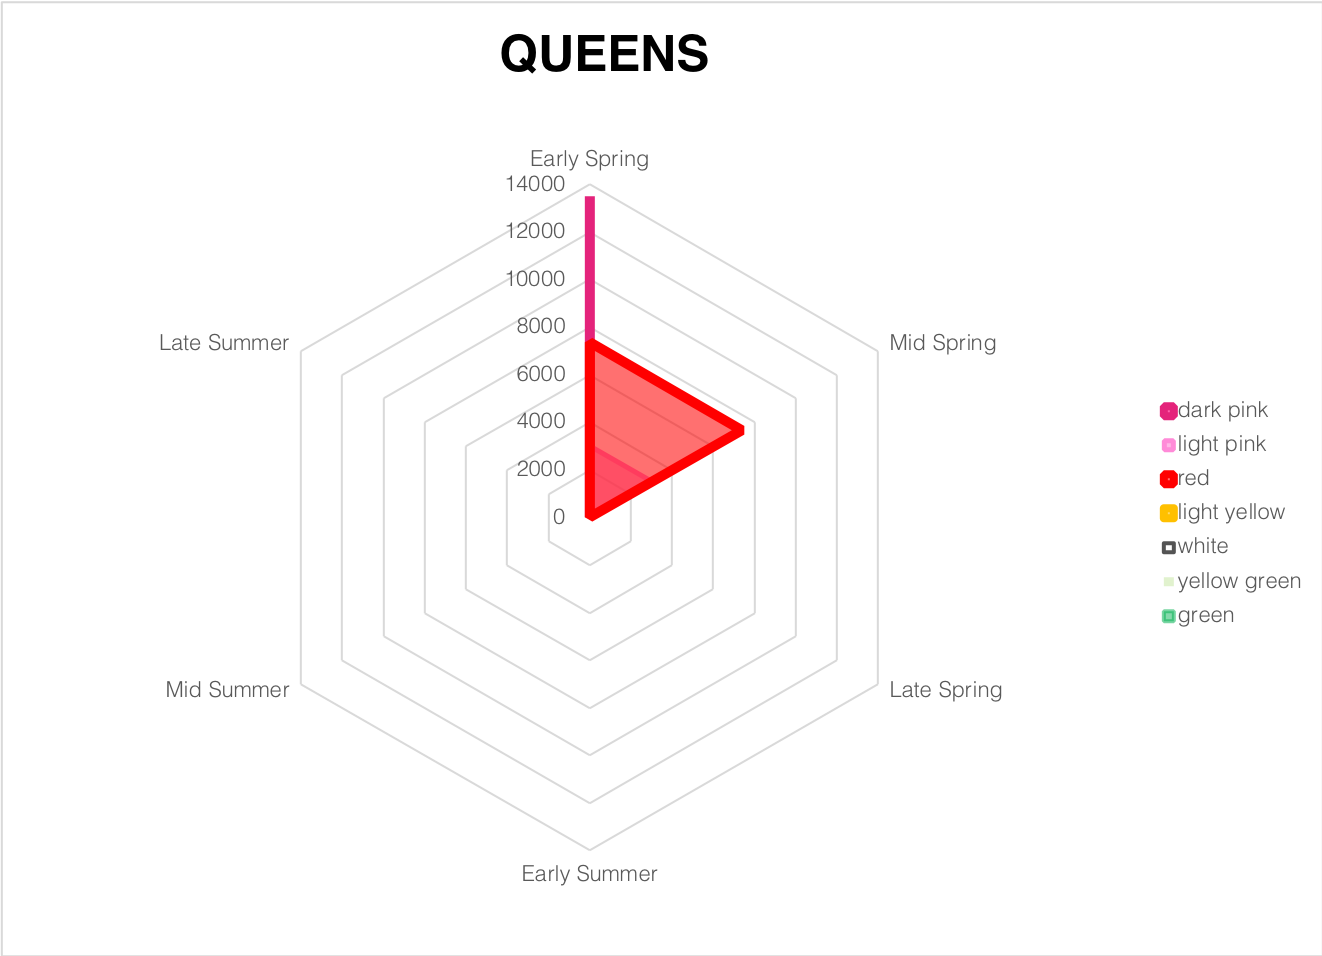 QUEENS
Early Spring
14000
12000
10000
8000
6000
4000
2000
0
Late Summer
Mid Spring
Mid Summer
Late Spring
Early Summer
dark pink
light pink
red
light yellow
white
yellow green
green